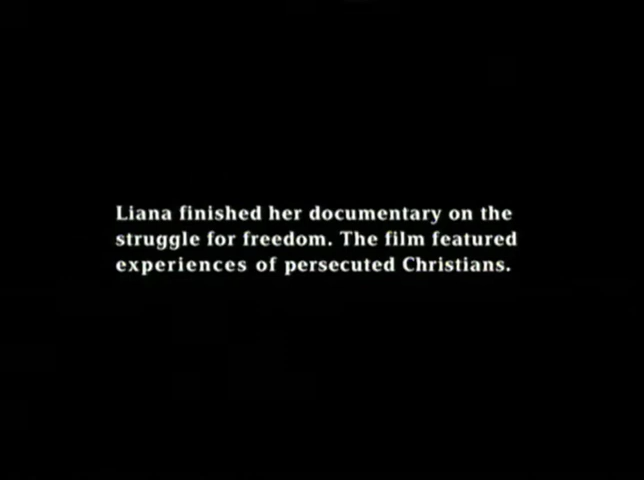 Liana finished her documentary on the
struggle for freedom. The film featured
experiences of persecuted Christians.